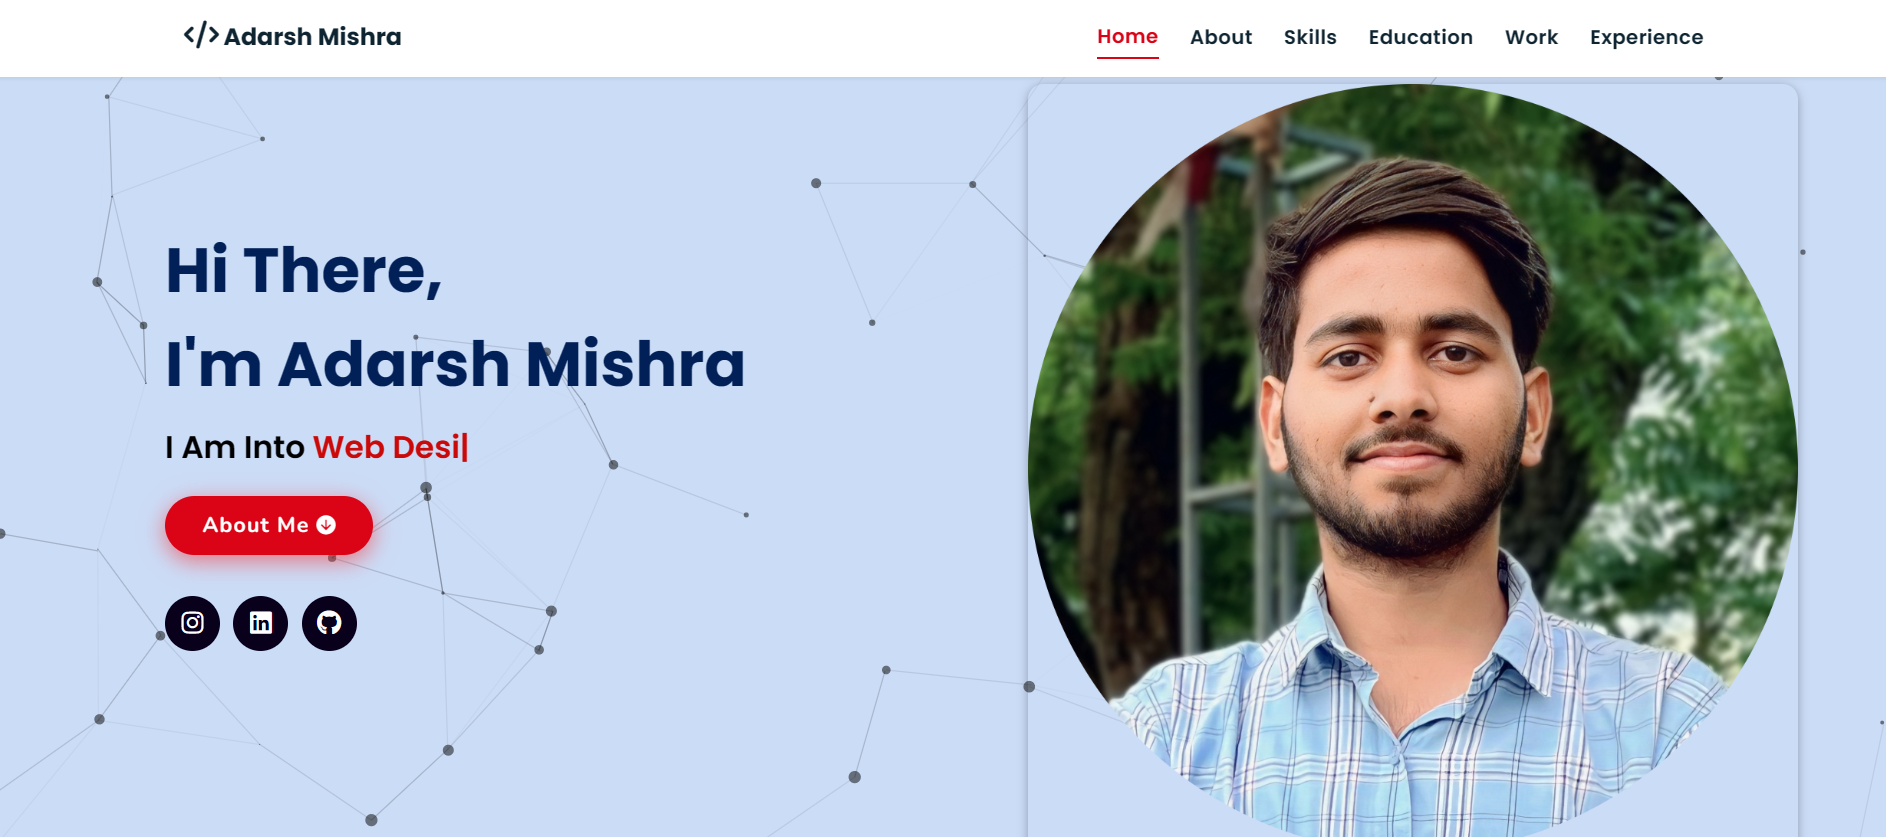 </> Adarsh Mishra
Home About Skills Education Work Experience
Hi There,
I'm Adarsh Mishra
I Am Into Web Desi|
About Me